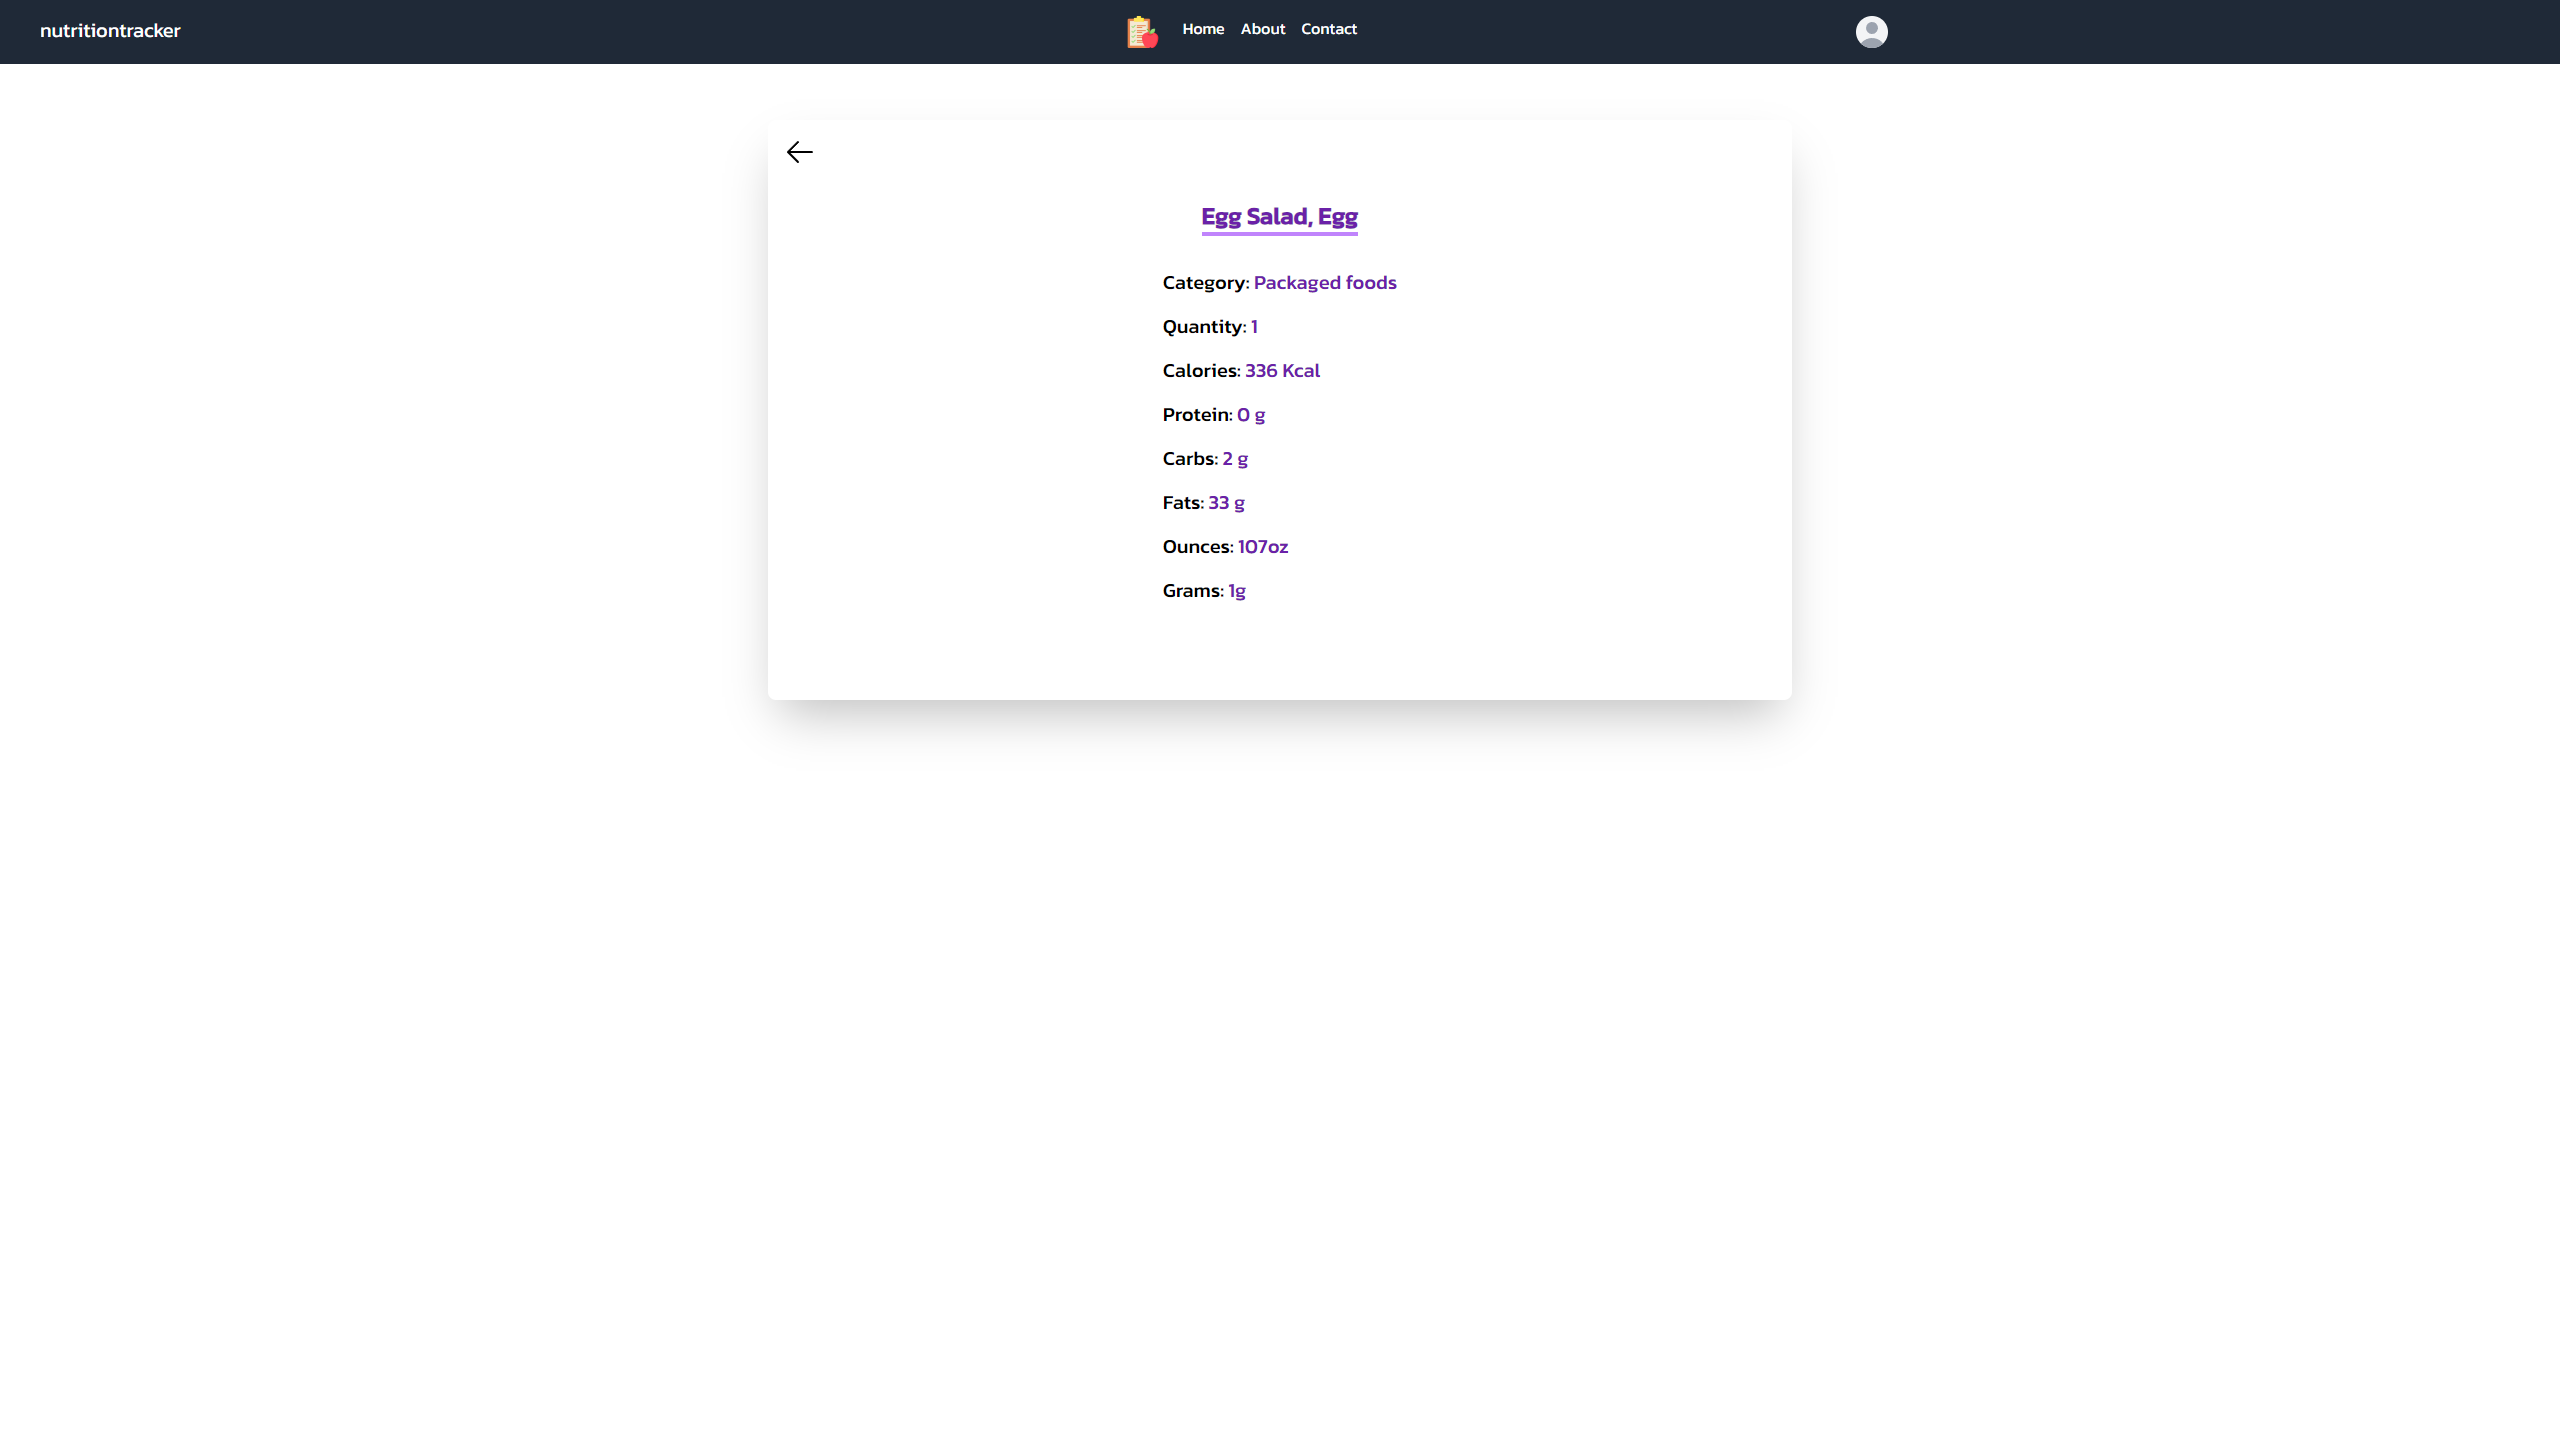 nutritiontracker
Home About Contact
Egg Salad, Egg
Category: Packaged foods
Quantity: 1
Calories: 336 Kcal
Protein: 0 g
Carbs: 2 g
Fats: 33 g
Ounces: 107oz
Grams: 1g